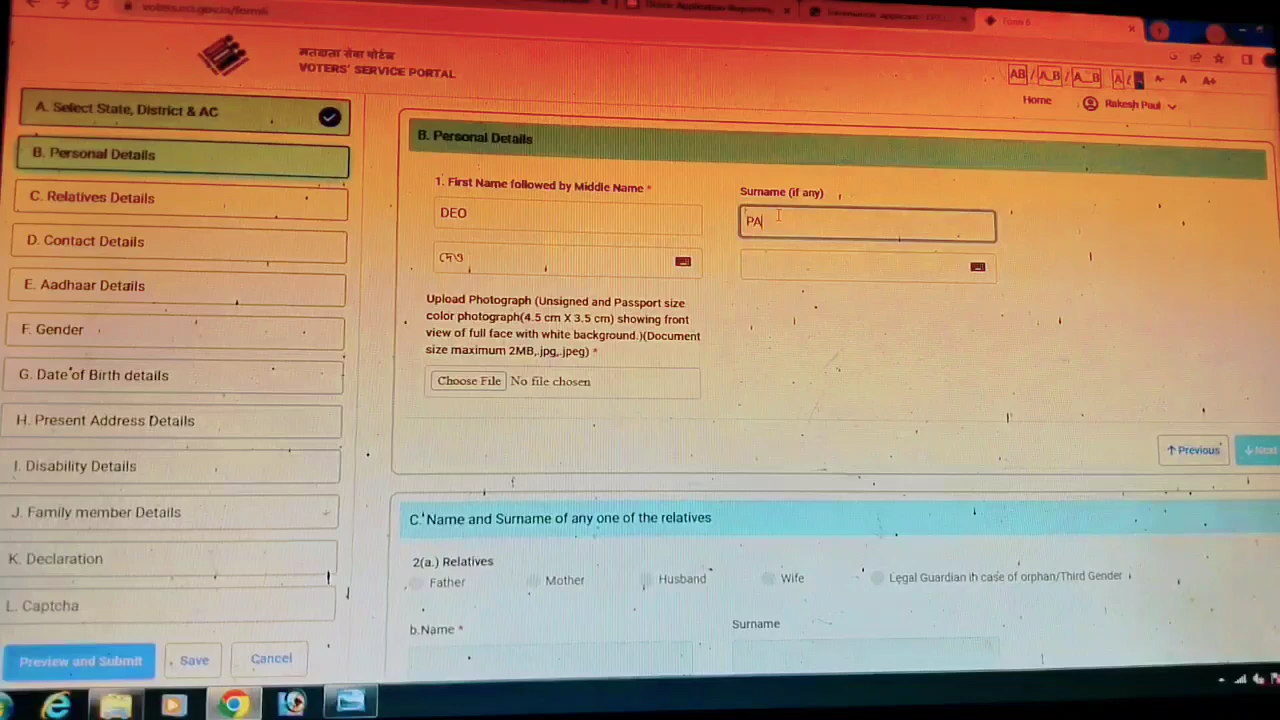 voters.eci.gov.in/form6
Form 6
मतदाता सेवा पोर्टल
VOTERS' SERVICE PORTAL
AB / A_B / A__B
A A A+
Home
Rakesh Paul
A. Select State, District & AC
B. Personal Details
C. Relatives Details
D. Contact Details
E. Aadhaar Details
F. Gender
G. Date of Birth details
H. Present Address Details
I. Disability Details
J. Family member Details
K. Declaration
L. Captcha
Preview and Submit
Save
Cancel
B. Personal Details
1. First Name followed by Middle Name *
Surname (if any)
DEO
PA
দেও
Upload Photograph (Unsigned and Passport size
color photograph(4.5 cm X 3.5 cm) showing front
view of full face with white background.)(Document
size maximum 2MB,.jpg,.jpeg) *
Choose File No file chosen
Previous
Next
C. Name and Surname of any one of the relatives
2(a.) Relatives
Father Mother Husband Wife Legal Guardian in case of orphan/Third Gender
b.Name *
Surname